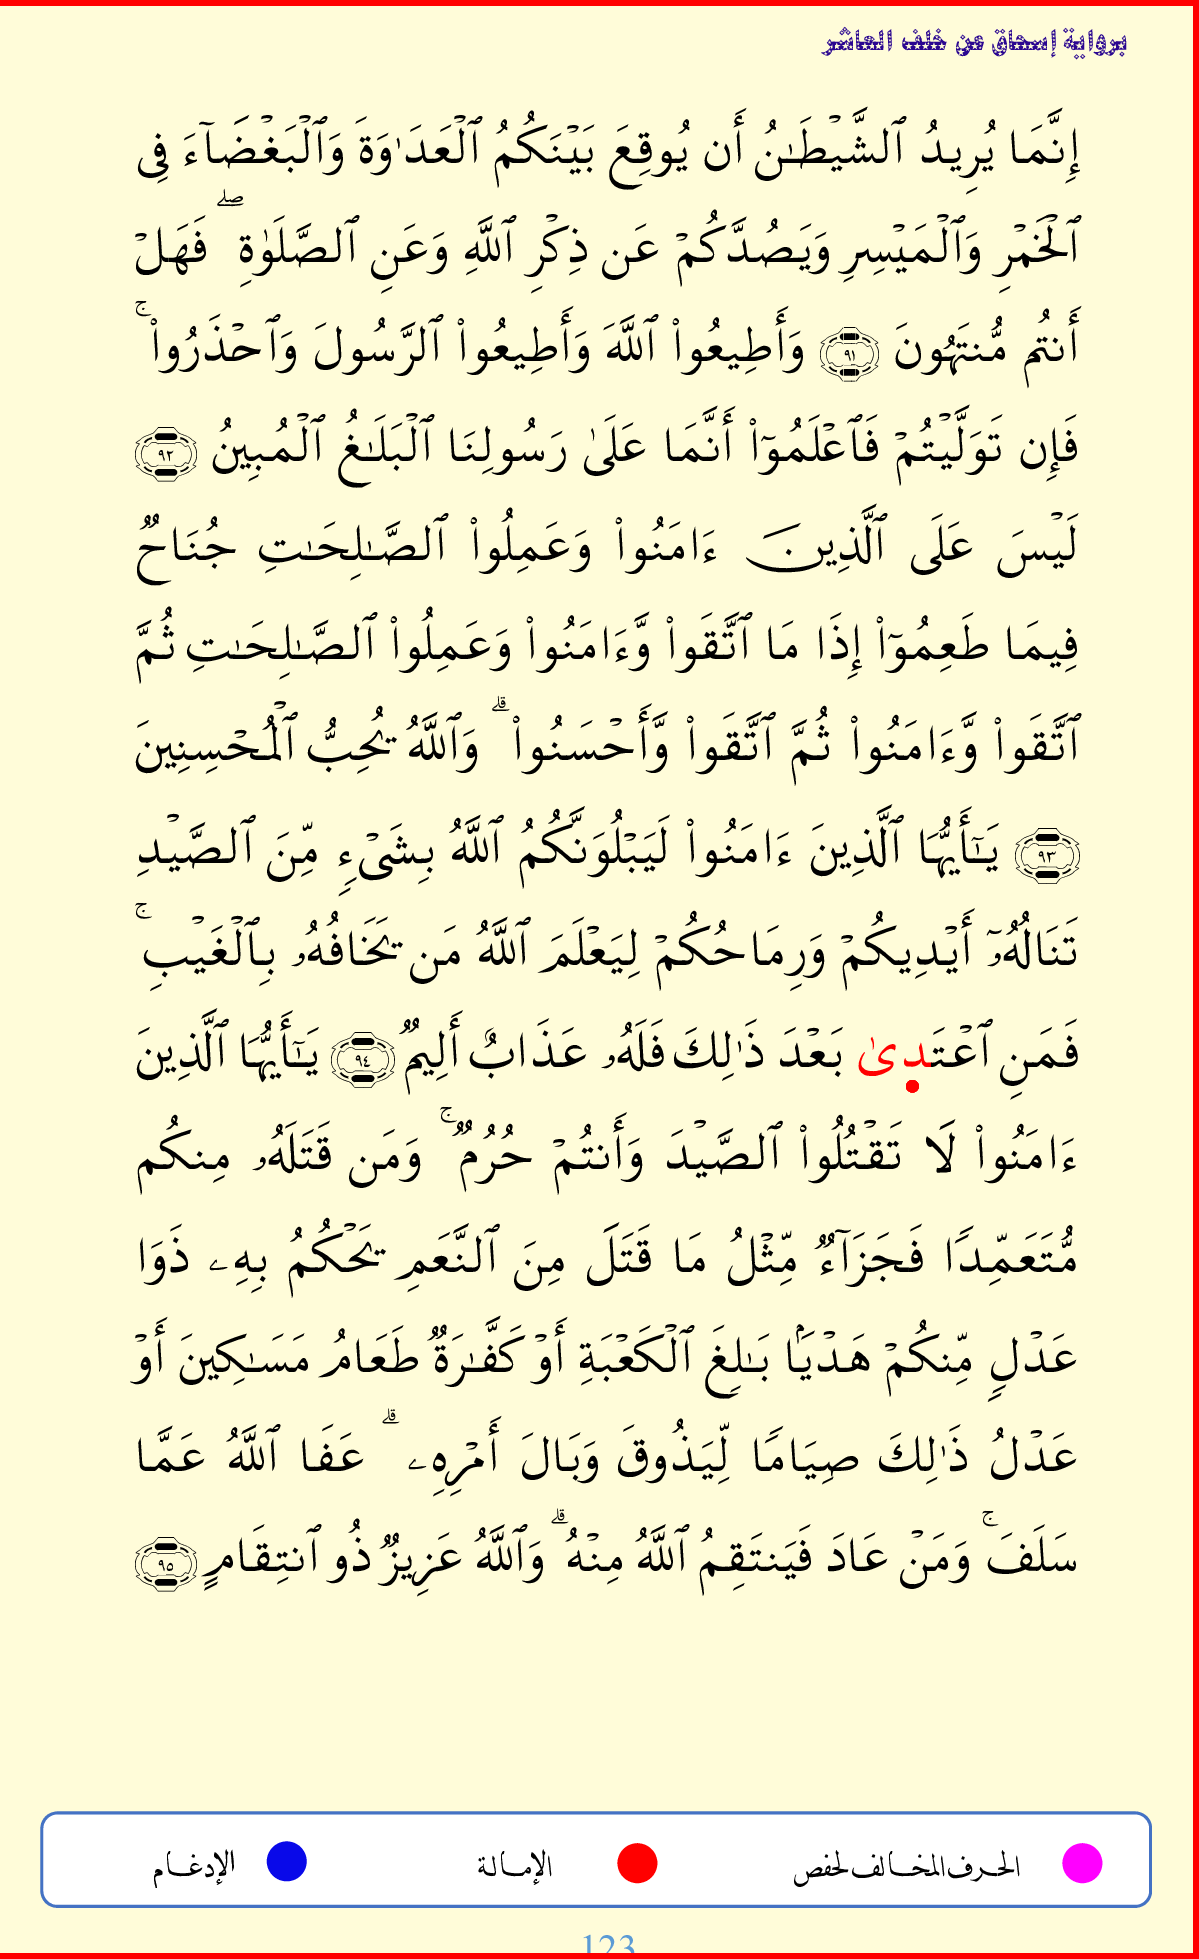 برواية إسحاق عن خلف العاشر
إِنَّمَا يُرِيدُ ٱلشَّيۡطَٰنُ أَن يُوقِعَ بَيۡنَكُمُ ٱلۡعَدَٰوَةَ وَٱلۡبَغۡضَآءَ فِي
ٱلۡخَمۡرِ وَٱلۡمَيۡسِرِ وَيَصُدَّكُمۡ عَن ذِكۡرِ ٱللَّهِ وَعَنِ ٱلصَّلَوٰةِۖ فَهَلۡ
أَنتُم مُّنتَهُونَ ٩١ وَأَطِيعُواْ ٱللَّهَ وَأَطِيعُواْ ٱلرَّسُولَ وَٱحۡذَرُواْۚ
فَإِن تَوَلَّيۡتُمۡ فَٱعۡلَمُوٓاْ أَنَّمَا عَلَىٰ رَسُولِنَا ٱلۡبَلَٰغُ ٱلۡمُبِينُ ٩٢
لَيۡسَ عَلَى ٱلَّذِينَ ءَامَنُواْ وَعَمِلُواْ ٱلصَّٰلِحَٰتِ جُنَاحٞ
فِيمَا طَعِمُوٓاْ إِذَا مَا ٱتَّقَواْ وَّءَامَنُواْ وَعَمِلُواْ ٱلصَّٰلِحَٰتِ ثُمَّ
ٱتَّقَواْ وَّءَامَنُواْ ثُمَّ ٱتَّقَواْ وَّأَحۡسَنُواْۗ وَٱللَّهُ يُحِبُّ ٱلۡمُحۡسِنِينَ
٩٣ يَٰٓأَيُّهَا ٱلَّذِينَ ءَامَنُواْ لَيَبۡلُوَنَّكُمُ ٱللَّهُ بِشَيۡءٖ مِّنَ ٱلصَّيۡدِ
تَنَالُهُۥٓ أَيۡدِيكُمۡ وَرِمَاحُكُمۡ لِيَعۡلَمَ ٱللَّهُ مَن يَخَافُهُۥ بِٱلۡغَيۡبِۚ
فَمَنِ ٱعۡتَدِىٰ بَعۡدَ ذَٰلِكَ فَلَهُۥ عَذَابٌ أَلِيمٞ ٩٤ يَٰٓأَيُّهَا ٱلَّذِينَ
ءَامَنُواْ لَا تَقۡتُلُواْ ٱلصَّيۡدَ وَأَنتُمۡ حُرُمٞۚ وَمَن قَتَلَهُۥ مِنكُم
مُّتَعَمِّدٗا فَجَزَآءٞ مِّثۡلُ مَا قَتَلَ مِنَ ٱلنَّعَمِ يَحۡكُمُ بِهِۦ ذَوَا
عَدۡلٖ مِّنكُمۡ هَدۡيَۢا بَٰلِغَ ٱلۡكَعۡبَةِ أَوۡ كَفَّٰرَةٞ طَعَامُ مَسَٰكِينَ أَوۡ
عَدۡلُ ذَٰلِكَ صِيَامٗا لِّيَذُوقَ وَبَالَ أَمۡرِهِۦۗ عَفَا ٱللَّهُ عَمَّا
سَلَفَۚ وَمَنۡ عَادَ فَيَنتَقِمُ ٱللَّهُ مِنۡهُۗ وَٱللَّهُ عَزِيزٞ ذُو ٱنتِقَامٍ ٩٥
الحرف المخالف لحفص الإمالة الإدغام
123